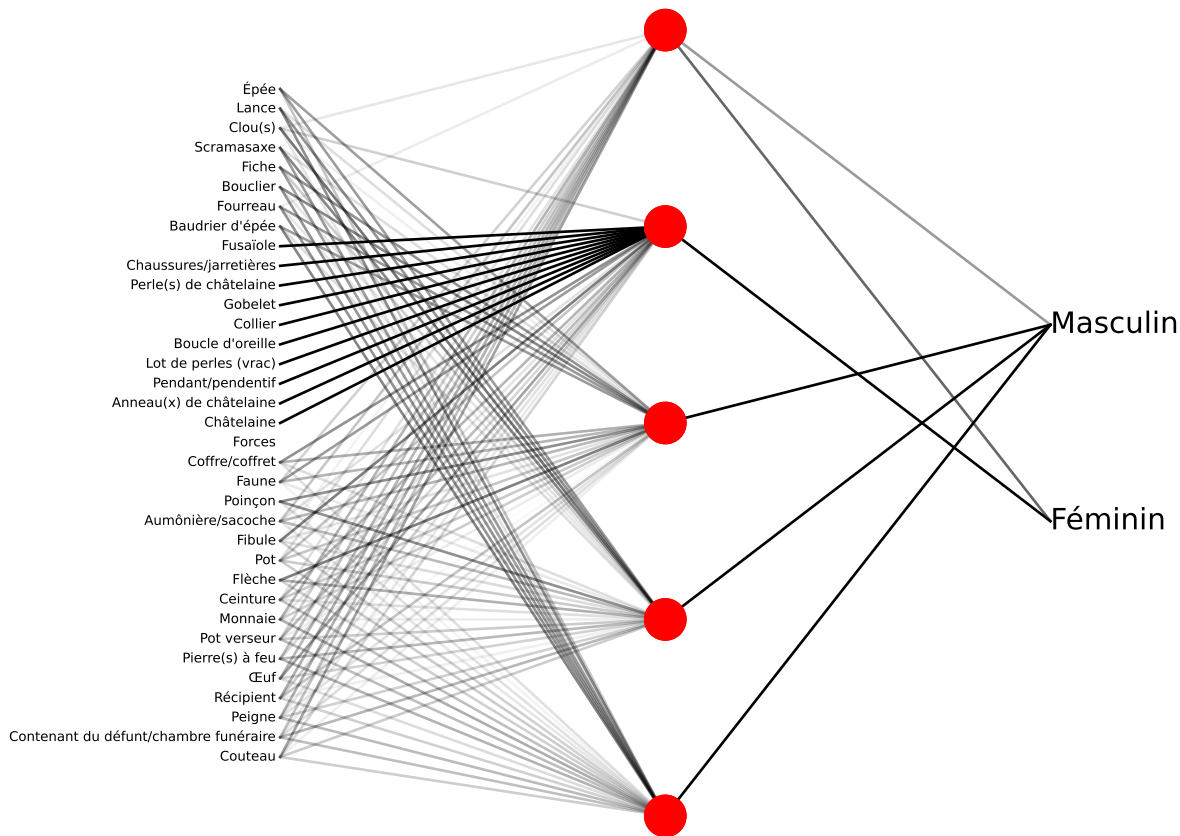 Épée
Lance
Clou(s)
Scramasaxe
Fiche
Bouclier
Fourreau
Baudrier d'épée
Fusaïole
Chaussures/jarretières
Perle(s) de châtelaine
Gobelet
Collier
Boucle d'oreille
Lot de perles (vrac)
Pendant/pendentif
Anneau(x) de châtelaine
Châtelaine
Forces
Coffre/coffret
Faune
Poinçon
Aumônière/sacoche
Fibule
Pot
Flèche
Ceinture
Monnaie
Pot verseur
Pierre(s) à feu
Œuf
Récipient
Peigne
Contenant du défunt/chambre funéraire
Couteau
Masculin
Féminin